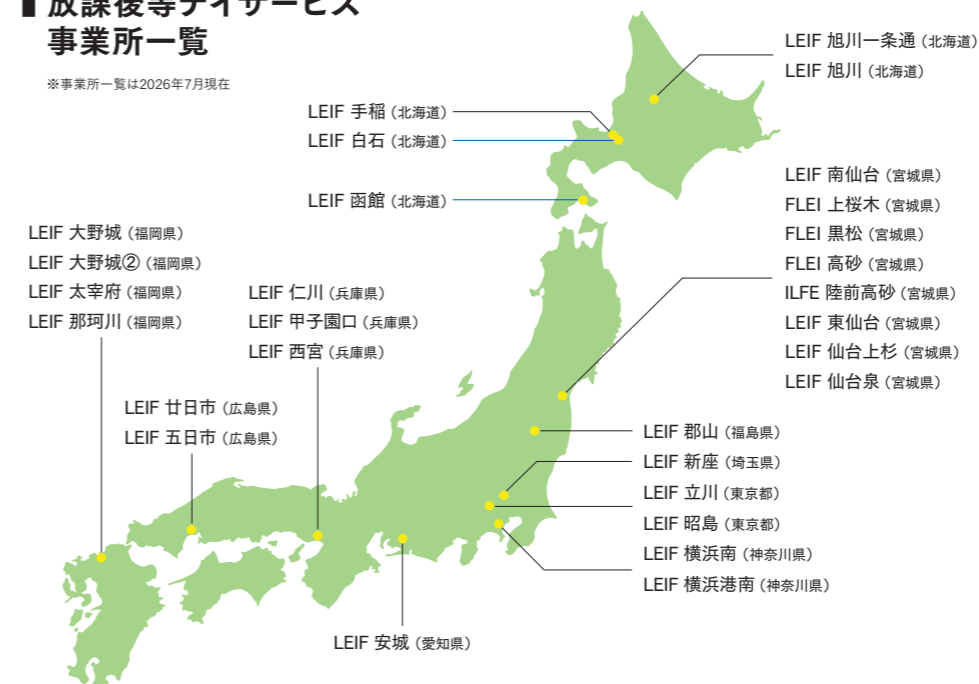 放課後等デイサービス
事業所一覧
※事業所一覧は2026年7月現在
LEIF 旭川一条通（北海道）
LEIF 旭川（北海道）
LEIF 手稲（北海道）
LEIF 白石（北海道）
LEIF 函館（北海道）
LEIF 南仙台（宮城県）
FLEI 上桜木（宮城県）
FLEI 黒松（宮城県）
FLEI 高砂（宮城県）
ILFE 陸前高砂（宮城県）
LEIF 東仙台（宮城県）
LEIF 仙台上杉（宮城県）
LEIF 仙台泉（宮城県）
LEIF 大野城（福岡県）
LEIF 大野城②（福岡県）
LEIF 太宰府（福岡県）
LEIF 那珂川（福岡県）
LEIF 仁川（兵庫県）
LEIF 甲子園口（兵庫県）
LEIF 西宮（兵庫県）
LEIF 廿日市（広島県）
LEIF 五日市（広島県）
LEIF 郡山（福島県）
LEIF 新座（埼玉県）
LEIF 立川（東京都）
LEIF 昭島（東京都）
LEIF 横浜南（神奈川県）
LEIF 横浜港南（神奈川県）
LEIF 安城（愛知県）